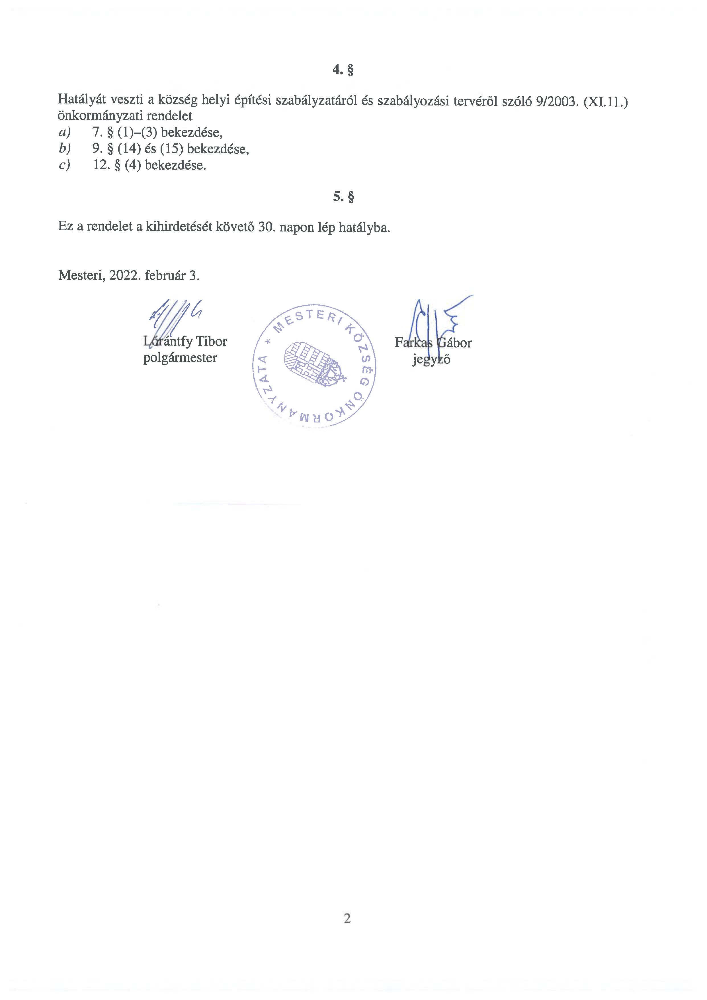 4. §
Hatályát veszti a község helyi építési szabályzatáról és szabályozási tervéről szóló 9/2003. (XI.11.)
önkormányzati rendelet
a) 7. § (1)–(3) bekezdése,
b) 9. § (14) és (15) bekezdése,
c) 12. § (4) bekezdése.
5. §
Ez a rendelet a kihirdetését követő 30. napon lép hatályba.
Mesteri, 2022. február 3.
Lórántfy Tibor
polgármester
* MESTERI KÖZSÉG ÖNKORMÁNYZATA
Farkas Gábor
jegyző
2